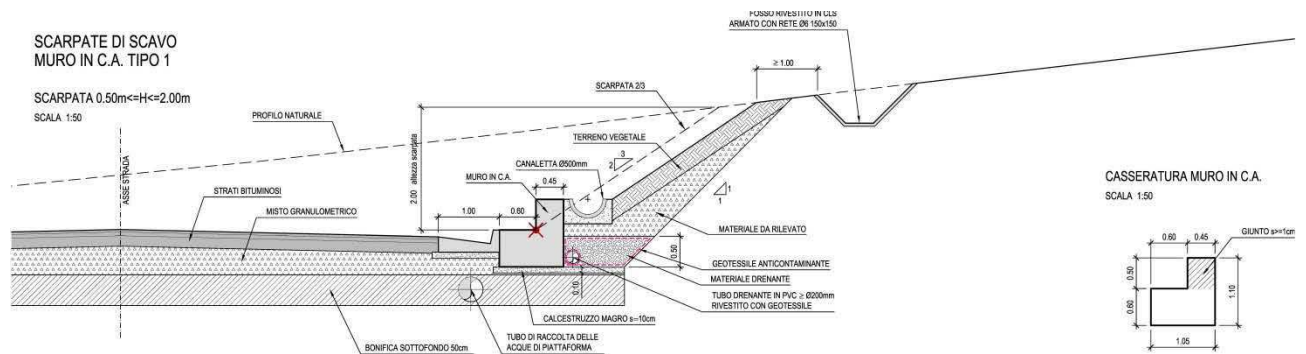 SCARPATE DI SCAVO
MURO IN C.A. TIPO 1
SCARPATA 0.50m<=H<=2.00m
SCALA 1:50
ASSE STRADA
PROFILO NATURALE
STRATI BITUMINOSI
MISTO GRANULOMETRICO
2.00 altezza scarpata
1.00
0.60
0.45
MURO IN C.A.
CANALETTA Ø500mm
TERRENO VEGETALE
SCARPATA 2/3
2
3
1
1
≥ 1.00
FOSSO RIVESTITO IN CLS
ARMATO CON RETE Ø6 150x150
0.50
0.10
MATERIALE DA RILEVATO
GEOTESSILE ANTICONTAMINANTE
MATERIALE DRENANTE
TUBO DRENANTE IN PVC ≥ Ø200mm
RIVESTITO CON GEOTESSILE
CALCESTRUZZO MAGRO s=10cm
TUBO DI RACCOLTA DELLE
ACQUE DI PIATTAFORMA
BONIFICA SOTTOFONDO 50cm
CASSERATURA MURO IN C.A.
SCALA 1:50
0.60
0.45
GIUNTO s>=1cm
0.50
0.60
1.10
1.05